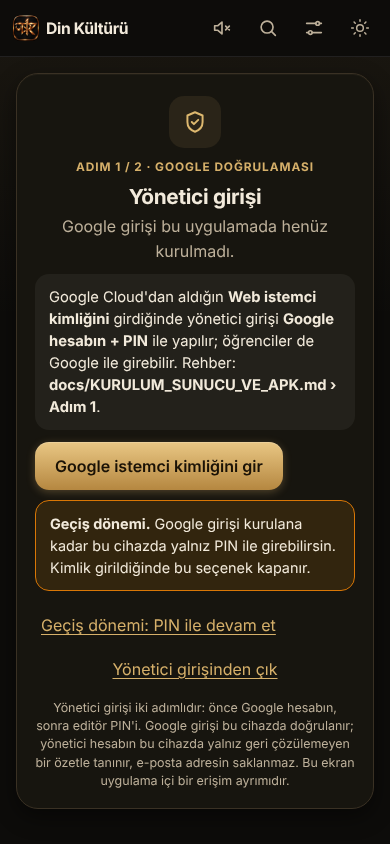 Din Kültürü
ADIM 1 / 2 · GOOGLE DOĞRULAMASI
Yönetici girişi
Google girişi bu uygulamada henüz
kurulmadı.
Google Cloud'dan aldığın Web istemci
kimliğini girdiğinde yönetici girişi Google
hesabın + PIN ile yapılır; öğrenciler de
Google ile girebilir. Rehber:
docs/KURULUM_SUNUCU_VE_APK.md ›
Adım 1.
Google istemci kimliğini gir
Geçiş dönemi. Google girişi kurulana
kadar bu cihazda yalnız PIN ile girebilirsin.
Kimlik girildiğinde bu seçenek kapanır.
Geçiş dönemi: PIN ile devam et
Yönetici girişinden çık
Yönetici girişi iki adımlıdır: önce Google hesabın,
sonra editör PIN'i. Google girişi bu cihazda doğrulanır;
yönetici hesabın bu cihazda yalnız geri çözülemeyen
bir özetle tanınır, e-posta adresin saklanmaz. Bu ekran
uygulama içi bir erişim ayrımıdır.